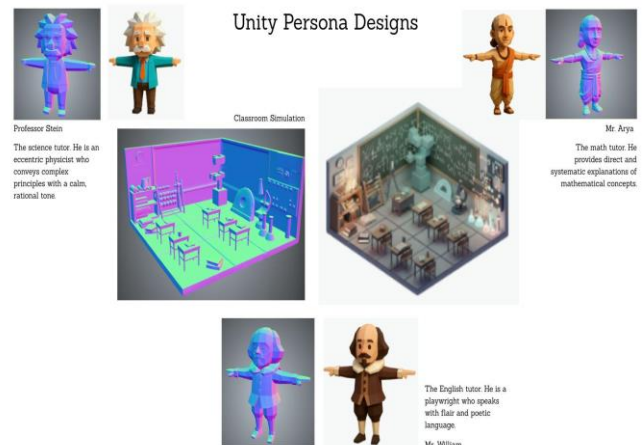 Unity Persona Designs
Professor Stein
The science tutor. He is an
eccentric physicist who
conveys complex
principles with a calm,
rational tone.
Classroom Simulation
Mr. Arya
The math tutor. He
provides direct and
systematic explanations of
mathematical concepts.
The English tutor. He is a
playwright who speaks
with flair and poetic
language.
Mr. William